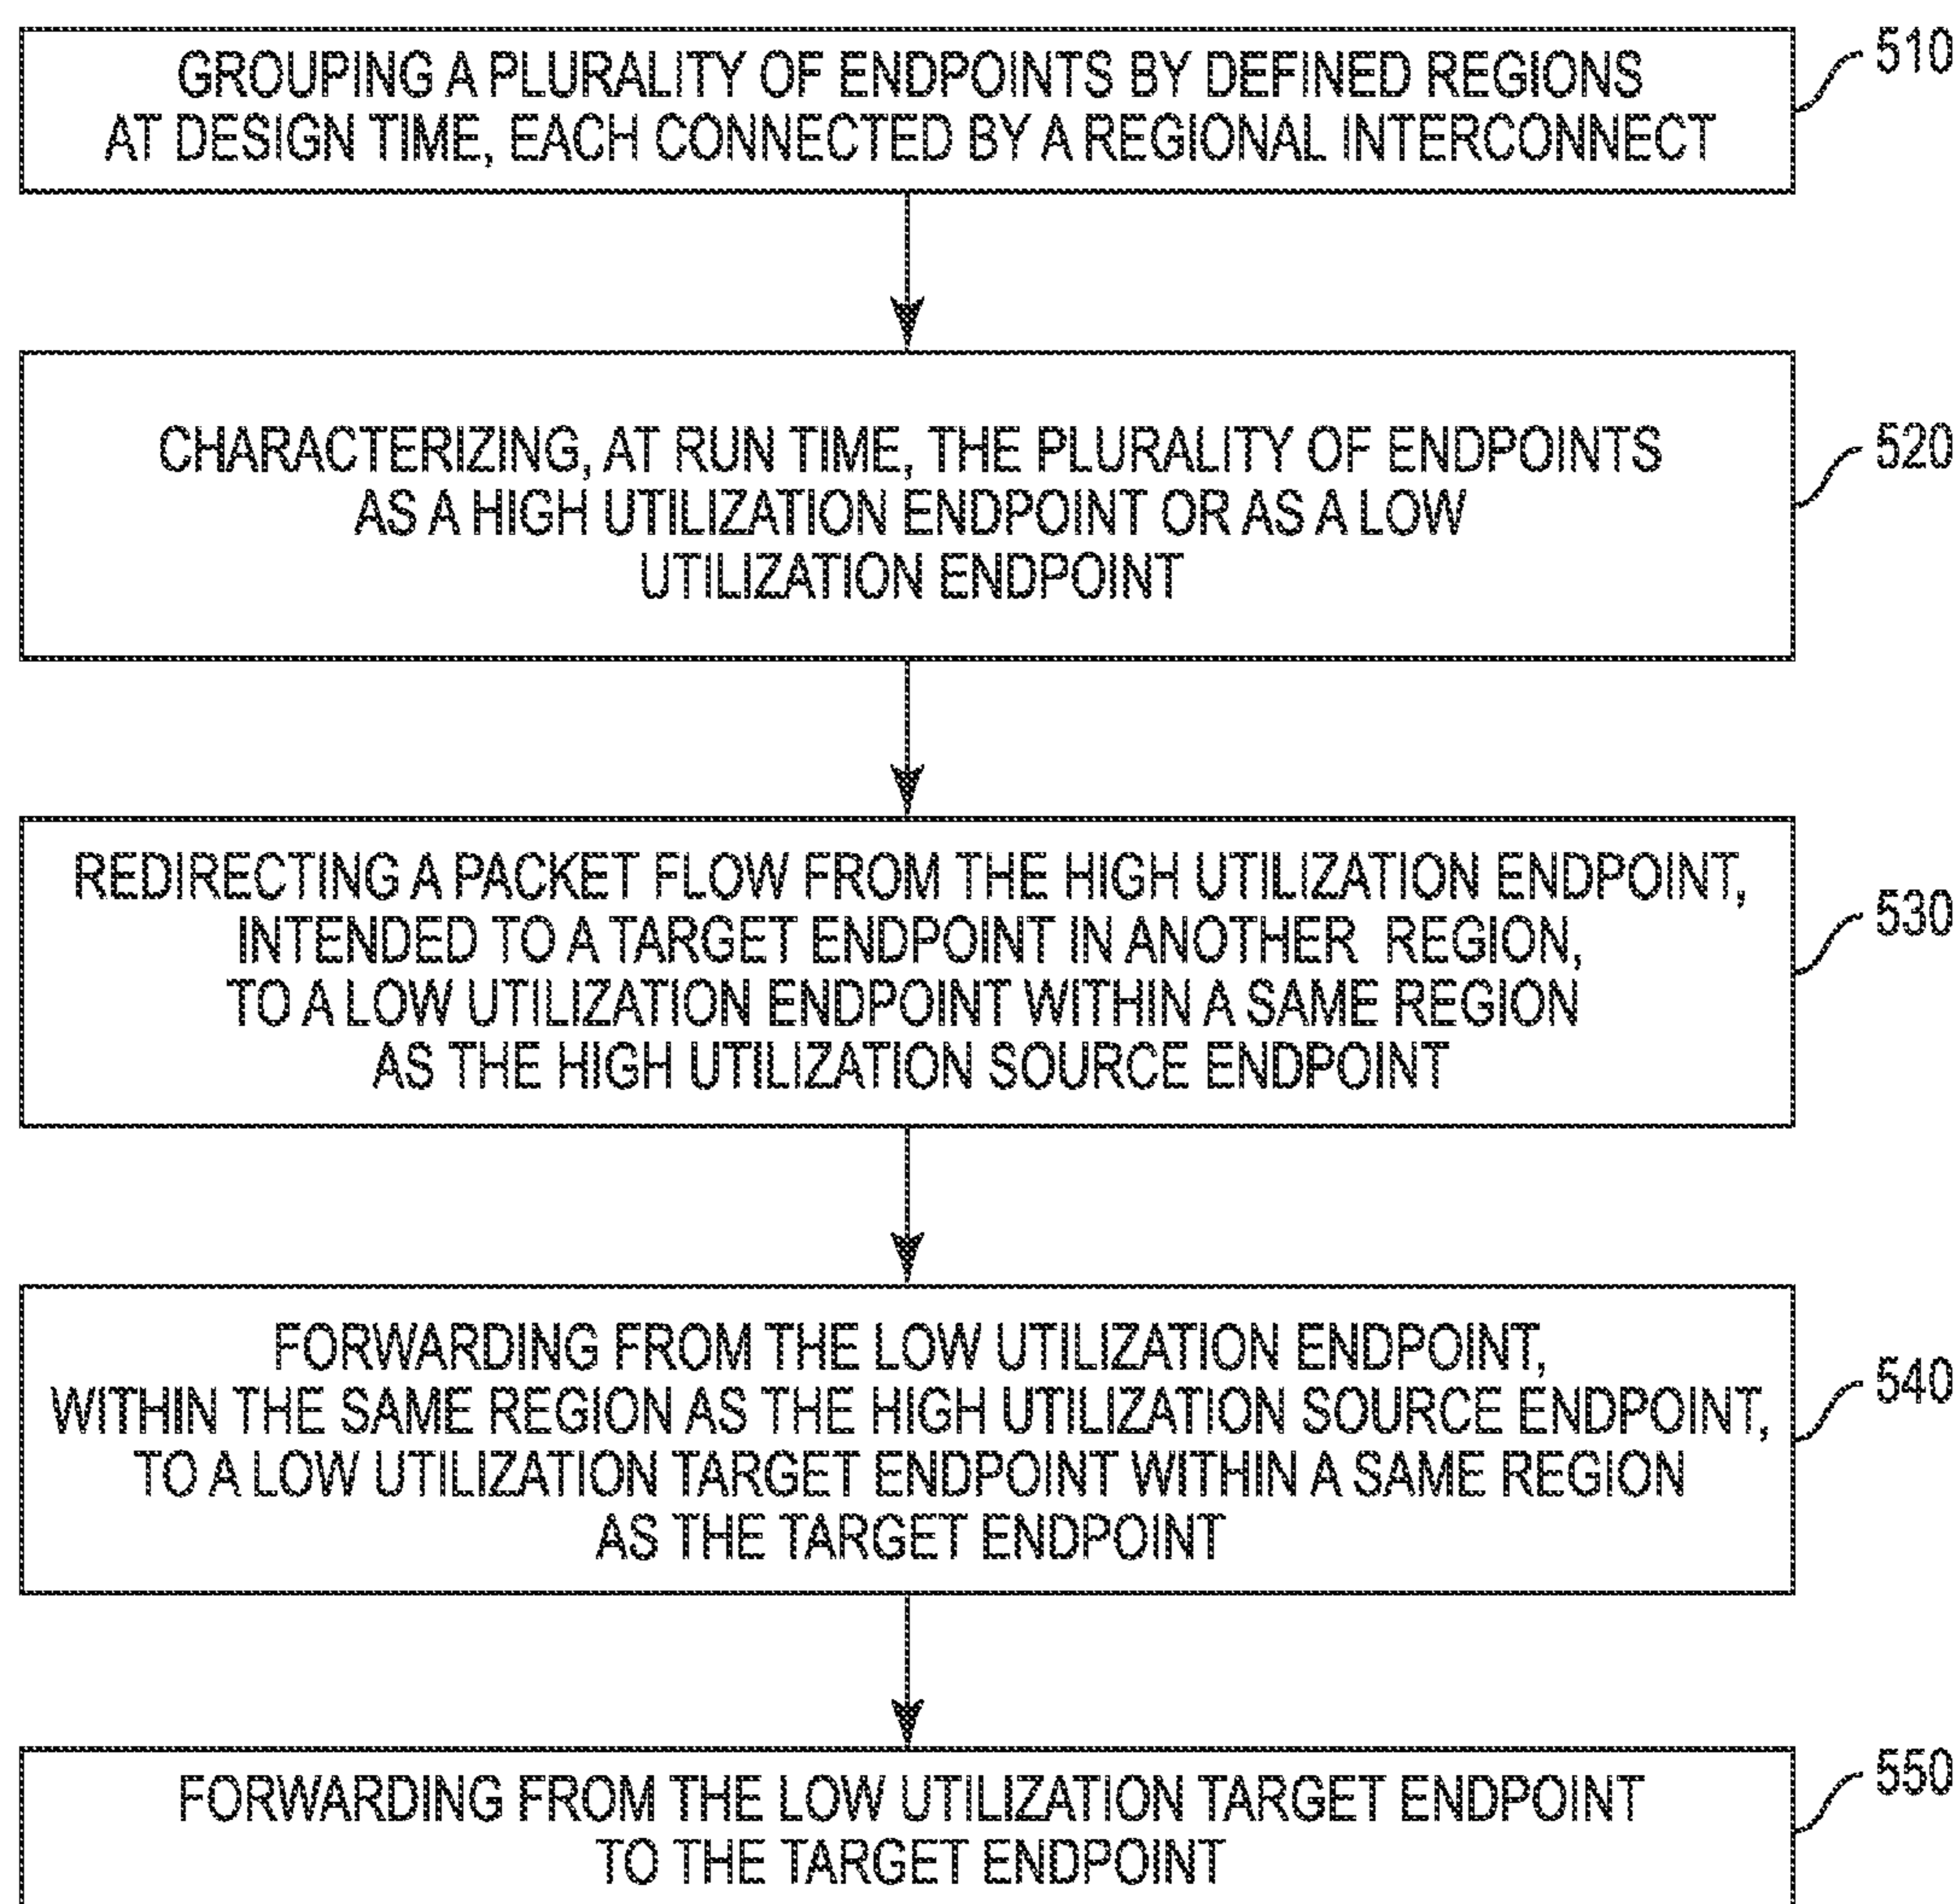 GROUPING A PLURALITY OF ENDPOINTS BY DEFINED REGIONS
AT DESIGN TIME, EACH CONNECTED BY A REGIONAL INTERCONNECT
510
CHARACTERIZING, AT RUN TIME, THE PLURALITY OF ENDPOINTS
AS A HIGH UTILIZATION ENDPOINT OR AS A LOW
UTILIZATION ENDPOINT
520
REDIRECTING A PACKET FLOW FROM THE HIGH UTILIZATION ENDPOINT,
INTENDED TO A TARGET ENDPOINT IN ANOTHER REGION,
TO A LOW UTILIZATION ENDPOINT WITHIN A SAME REGION
AS THE HIGH UTILIZATION SOURCE ENDPOINT
530
FORWARDING FROM THE LOW UTILIZATION ENDPOINT,
WITHIN THE SAME REGION AS THE HIGH UTILIZATION SOURCE ENDPOINT,
TO A LOW UTILIZATION TARGET ENDPOINT WITHIN A SAME REGION
AS THE TARGET ENDPOINT
540
FORWARDING FROM THE LOW UTILIZATION TARGET ENDPOINT
TO THE TARGET ENDPOINT
550